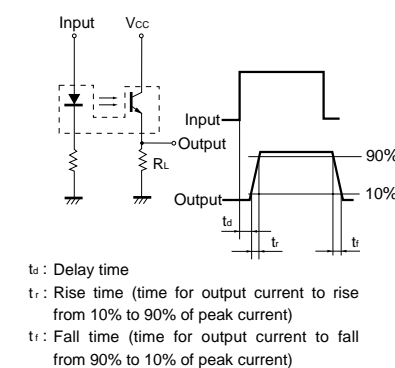 Input
Vcc
Output
RL
Input
Output
90%
10%
td
tr
tf
td : Delay time
tr : Rise time (time for output current to rise
from 10% to 90% of peak current)
tf : Fall time (time for output current to fall
from 90% to 10% of peak current)